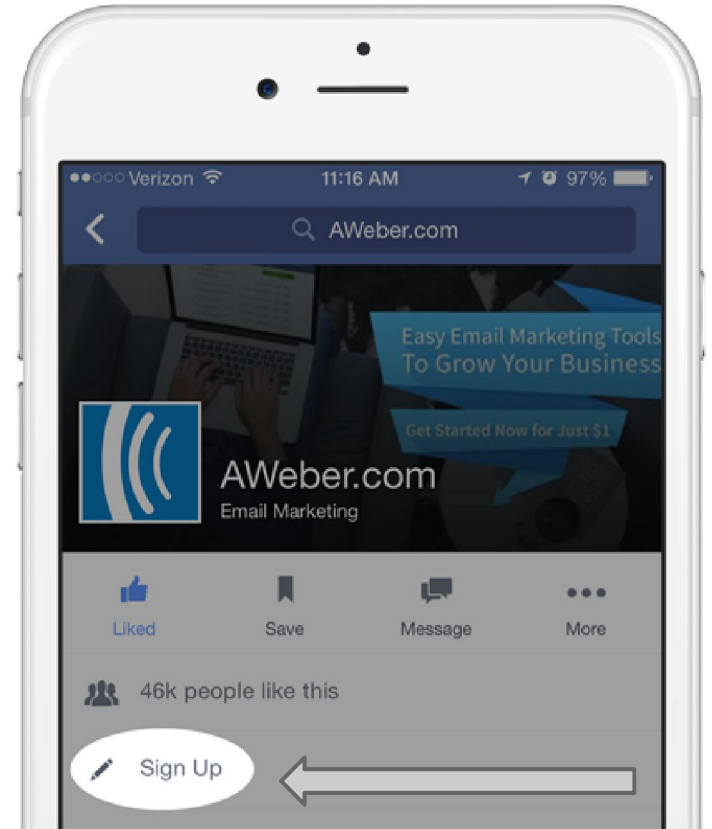 Verizon 11:16 AM 97%
AWeber.com
Easy Email Marketing Tools
To Grow Your Business
Get Started Now for Just $1
AWeber.com
Email Marketing
Liked Save Message More
46k people like this
Sign Up